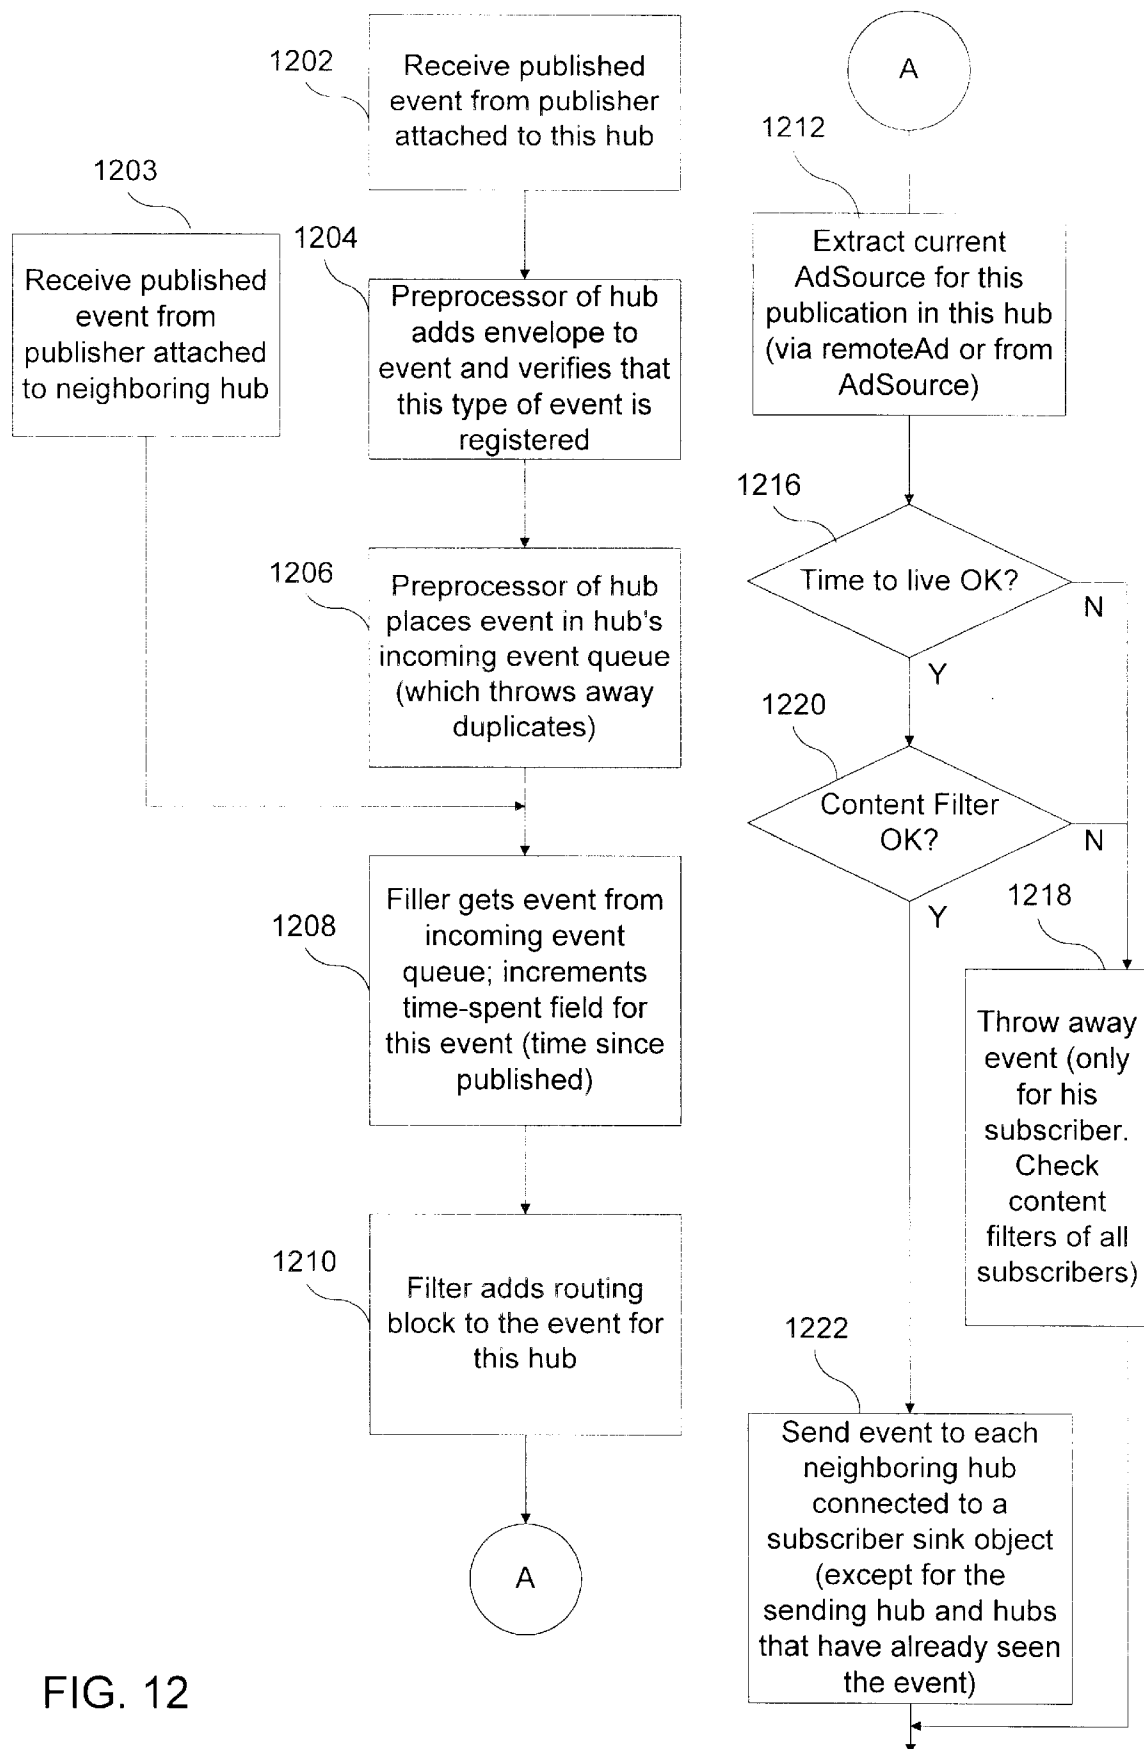 1202
Receive published
event from publisher
attached to this hub
1203
Receive published
event from
publisher attached
to neighboring hub
1204
Preprocessor of hub
adds envelope to
event and verifies that
this type of event is
registered
1206
Preprocessor of hub
places event in hub's
incoming event queue
(which throws away
duplicates)
1208
Filler gets event from
incoming event
queue; increments
time-spent field for
this event (time since
published)
1210
Filter adds routing
block to the event for
this hub
A
A
1212
Extract current
AdSource for this
publication in this hub
(via remoteAd or from
AdSource)
1216
Time to live OK?
N
Y
1220
Content Filter
OK?
N
Y
1218
Throw away
event (only
for his
subscriber.
Check
content
filters of all
subscribers)
1222
Send event to each
neighboring hub
connected to a
subscriber sink object
(except for the
sending hub and hubs
that have already seen
the event)
FIG. 12